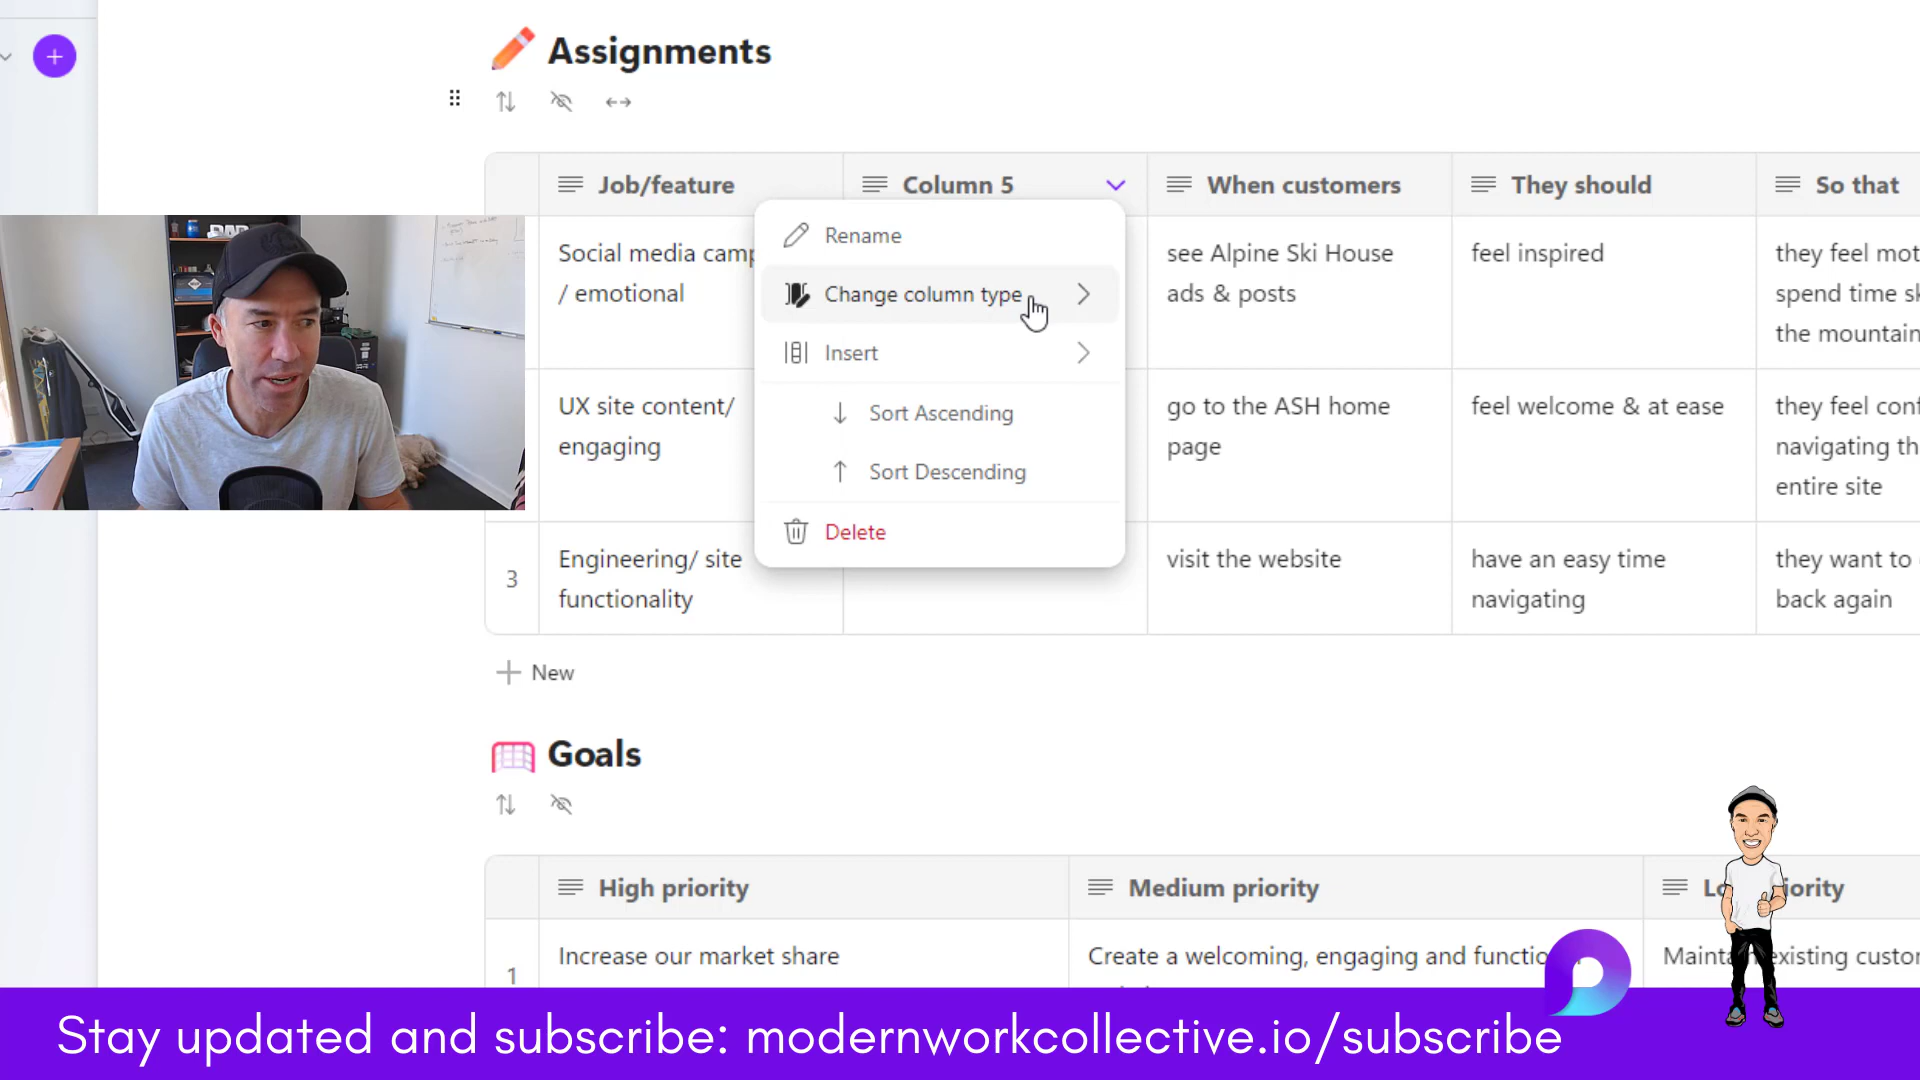 Assignments
Job/feature
Column 5
When customers
They should
So that
Rename
Change column type
Insert
Sort Ascending
Sort Descending
Delete
Social media camp
/ emotional
see Alpine Ski House
ads & posts
feel inspired
they feel mot
spend time sk
the mountain
UX site content/
engaging
go to the ASH home
page
feel welcome & at ease
they feel conf
navigating th
entire site
3
Engineering/ site
functionality
visit the website
have an easy time
navigating
they want to
back again
New
Goals
High priority
Medium priority
1
Increase our market share
Create a welcoming, engaging and functio
existing custor
Stay updated and subscribe: modernworkcollective.io/subscribe